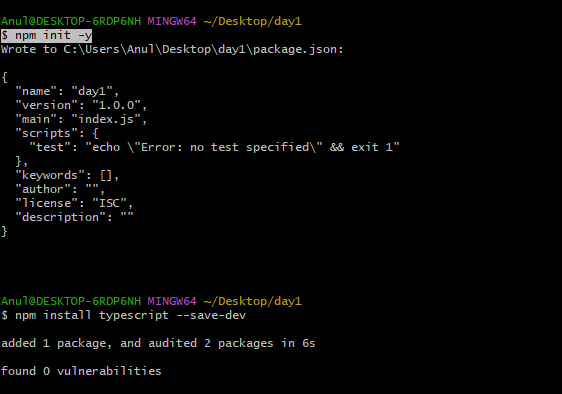 Anul@DESKTOP-6RDP6NH MINGW64 ~/Desktop/day1
$ npm init -y
Wrote to C:\Users\Anul\Desktop\day1\package.json:
{
  "name": "day1",
  "version": "1.0.0",
  "main": "index.js",
  "scripts": {
    "test": "echo \"Error: no test specified\" && exit 1"
  },
  "keywords": [],
  "author": "",
  "license": "ISC",
  "description": ""
}
Anul@DESKTOP-6RDP6NH MINGW64 ~/Desktop/day1
$ npm install typescript --save-dev
added 1 package, and audited 2 packages in 6s
found 0 vulnerabilities